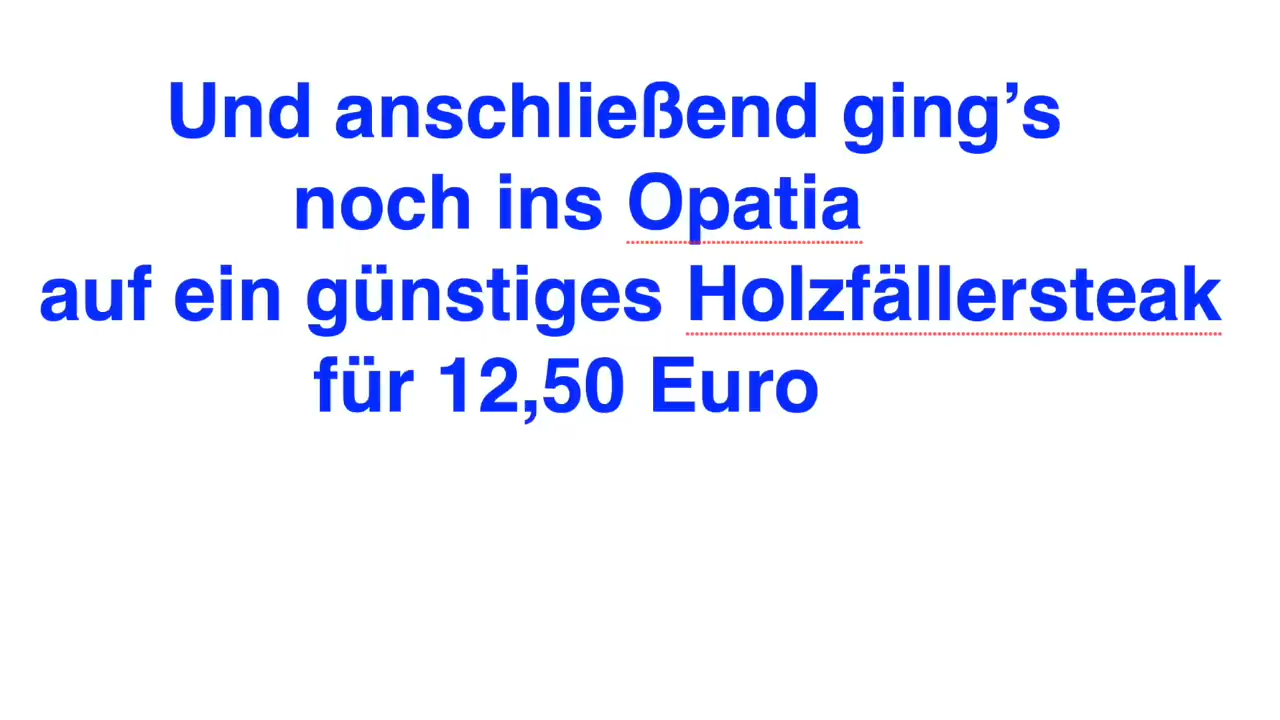 Und anschließend ging’s
noch ins Opatia
auf ein günstiges Holzfällersteak
für 12,50 Euro